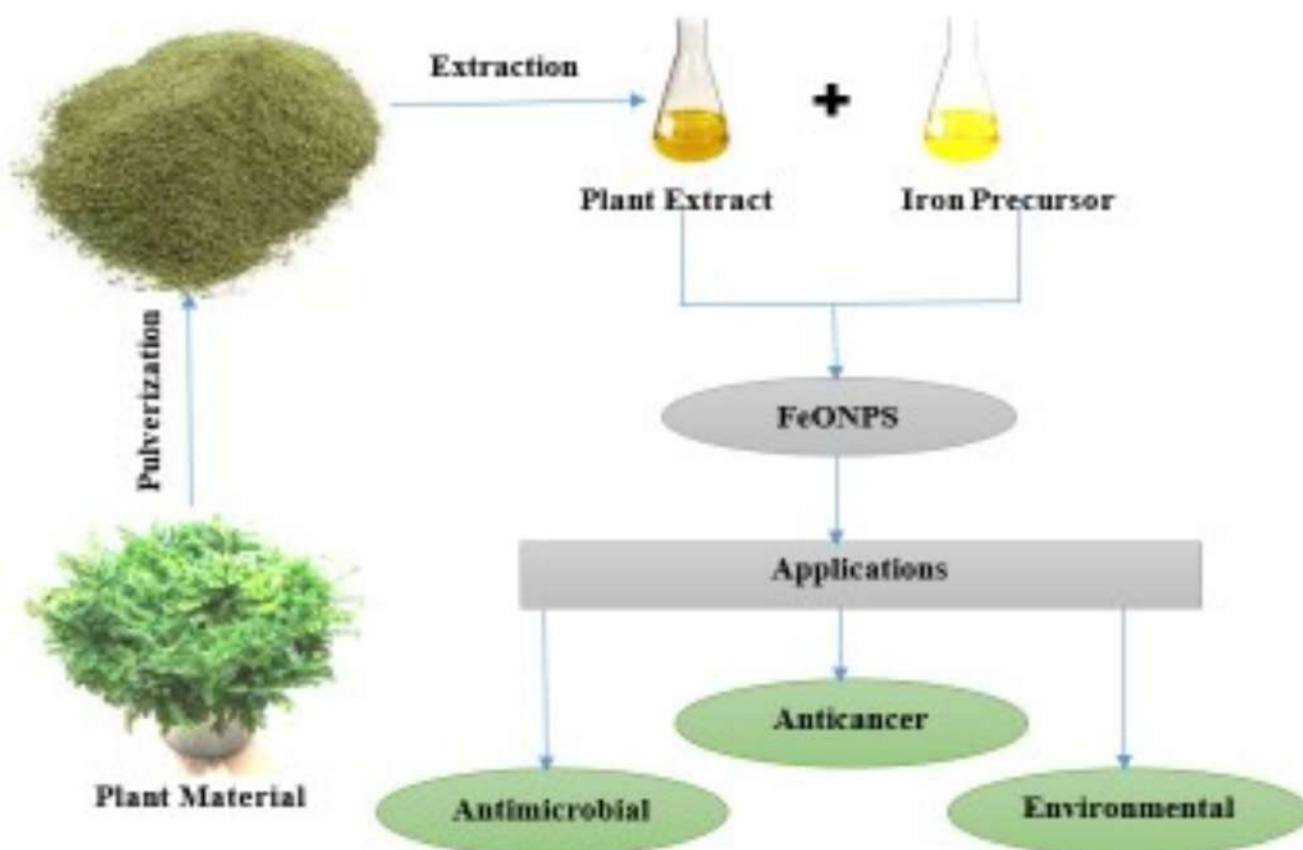 Extraction
Plant Extract
Iron Precursor
Pulverization
FeONPS
Applications
Plant Material
Anticancer
Antimicrobial
Environmental